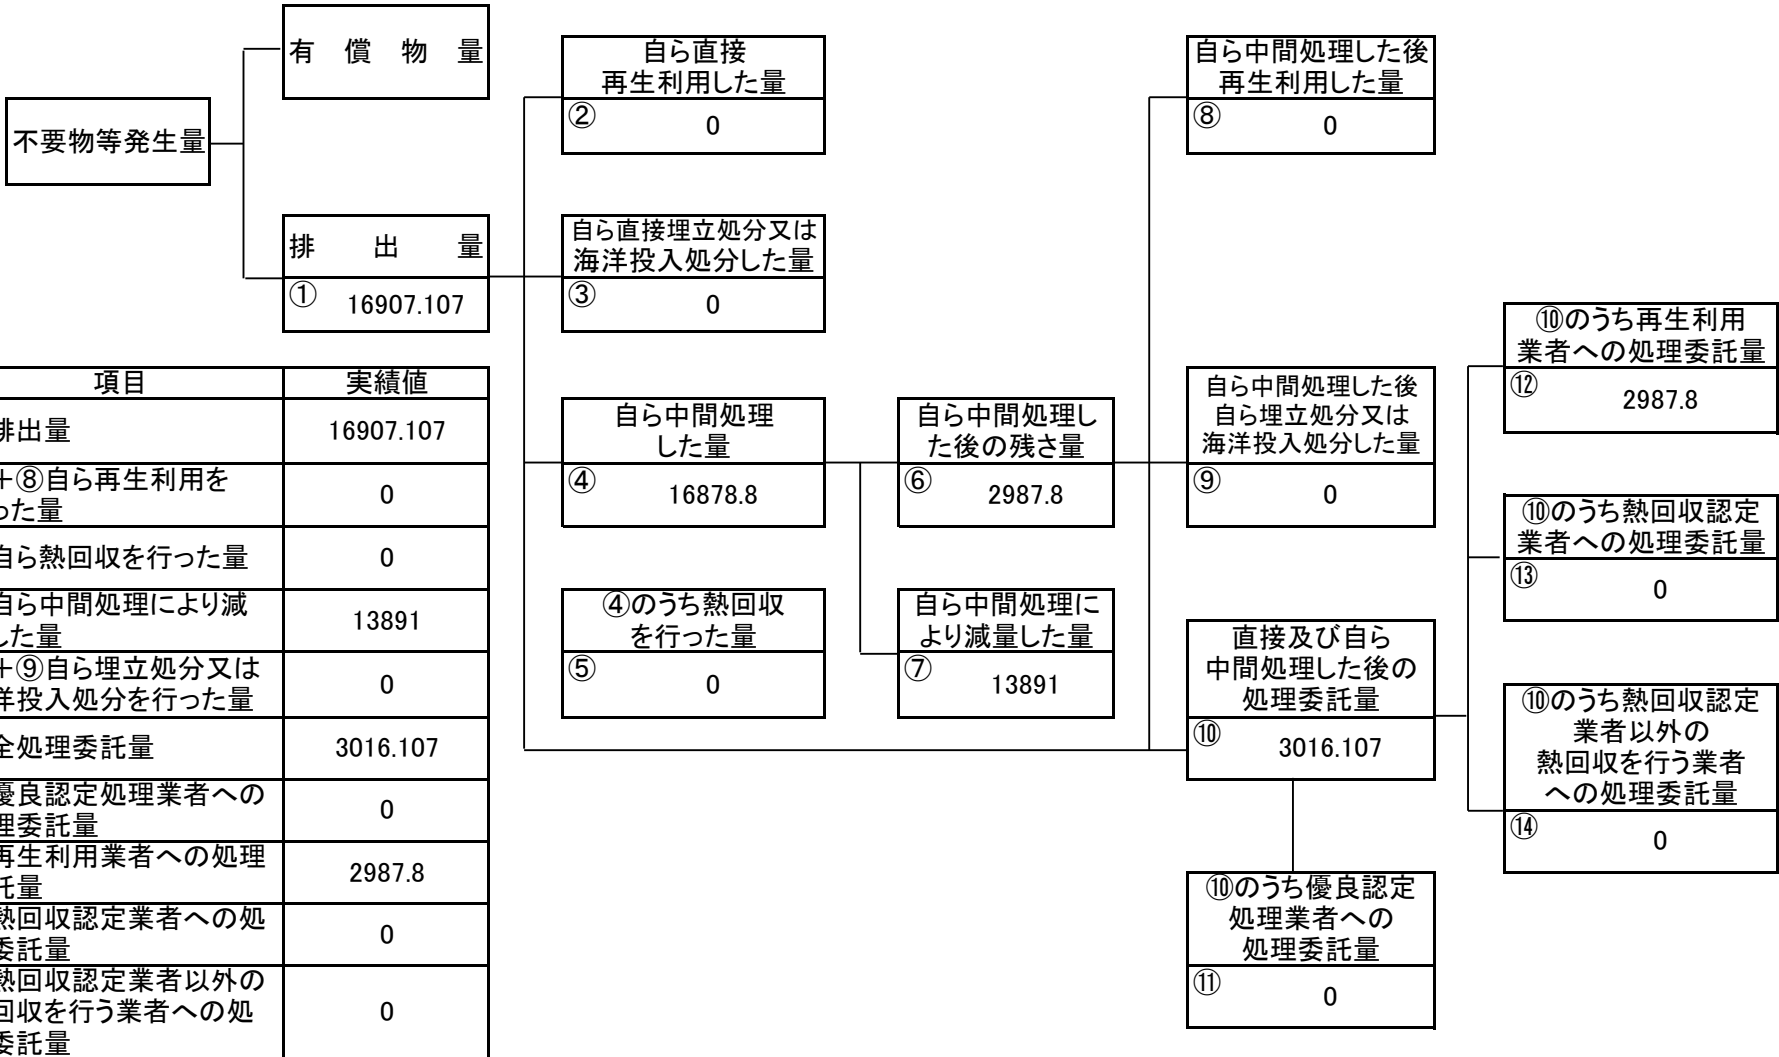 有償物量
不要物等発生量
排出量
①
16907.107
自ら直接
再生利用した量
②
0
自ら直接埋立処分又は
海洋投入処分した量
③
0
自ら中間処理
した量
④
16878.8
④のうち熱回収
を行った量
⑤
0
自ら中間処理し
た後の残さ量
⑥
2987.8
自ら中間処理に
より減量した量
⑦
13891
自ら中間処理した後
再生利用した量
⑧
0
自ら中間処理した後
自ら埋立処分又は
海洋投入処分した量
⑨
0
直接及び自ら
中間処理した後の
処理委託量
⑩
3016.107
⑩のうち優良認定
処理業者への
処理委託量
⑪
0
⑩のうち再生利用
業者への処理委託量
⑫
2987.8
⑩のうち熱回収認定
業者への処理委託量
⑬
0
⑩のうち熱回収認定
業者以外の
熱回収を行う業者
への処理委託量
⑭
0
項目
実績値
排出量
16907.107
+⑧自ら再生利用を
った量
0
自ら熱回収を行った量
0
自ら中間処理により減
した量
13891
+⑨自ら埋立処分又は
洋投入処分を行った量
0
全処理委託量
3016.107
優良認定処理業者への
理委託量
0
再生利用業者への処理
託量
2987.8
熱回収認定業者への処
委託量
0
熱回収認定業者以外の
回収を行う業者への処
委託量
0